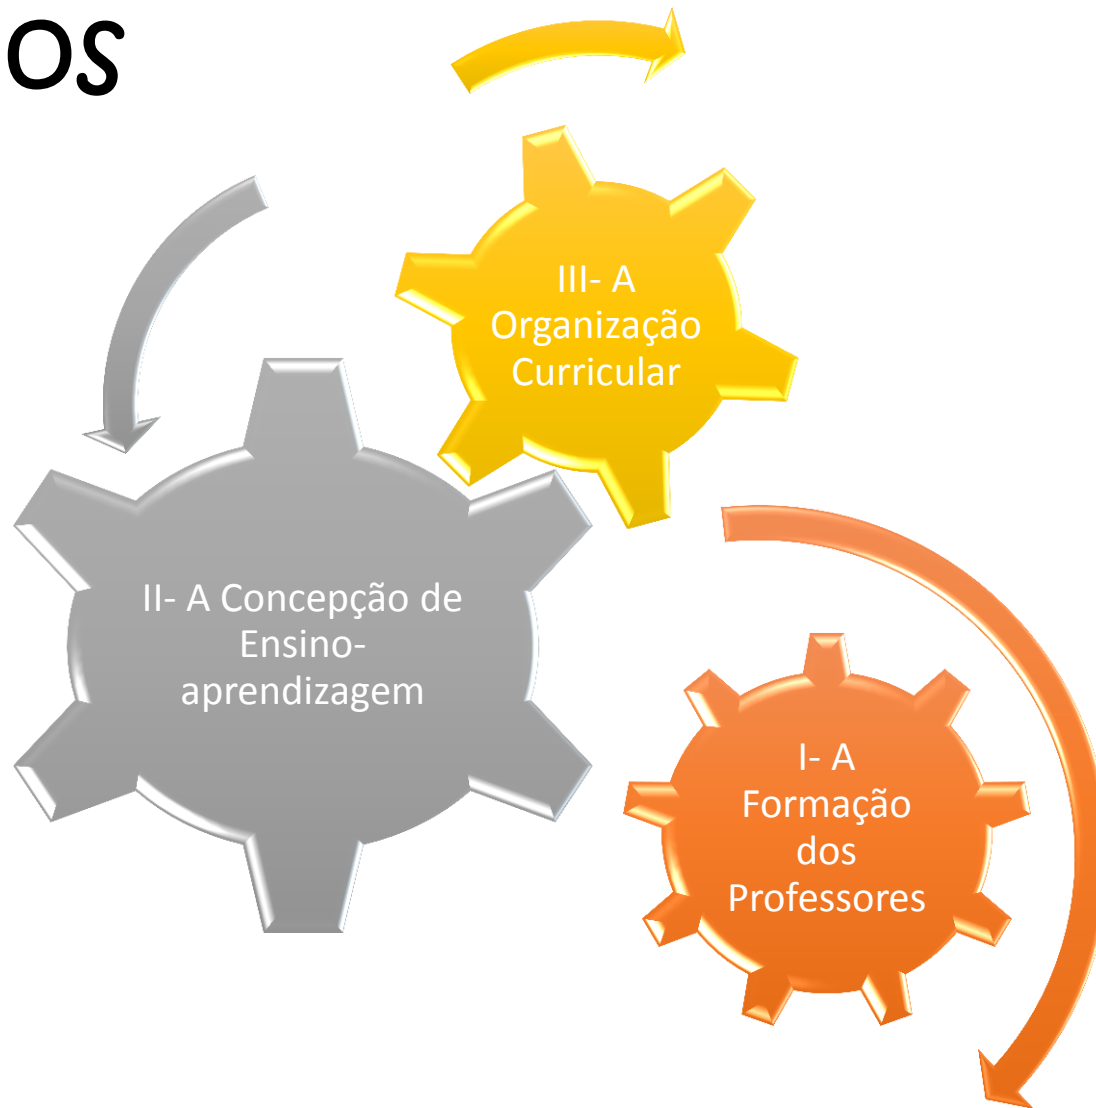 OS
III- A
Organização
Curricular
II- A Concepção de
Ensino-
aprendizagem
I- A
Formação
dos
Professores